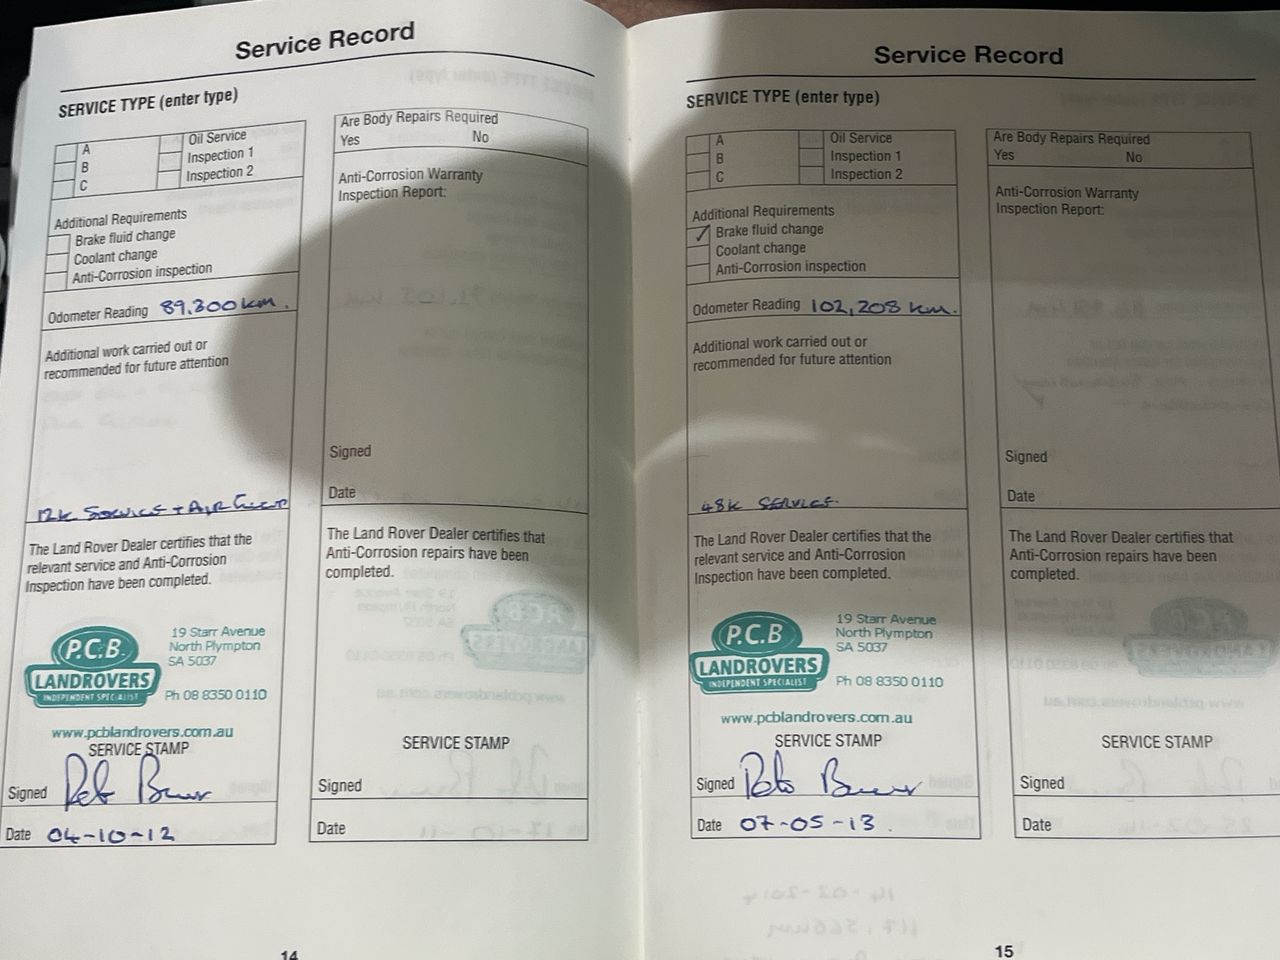 Service Record
SERVICE TYPE (enter type)
A
B
C
Oil Service
Inspection 1
Inspection 2
Additional Requirements
Brake fluid change
Coolant change
Anti-Corrosion inspection
Odometer Reading 89,300 km.
Additional work carried out or
recommended for future attention
12K SERVICE + AIR
The Land Rover Dealer certifies that the
relevant service and Anti-Corrosion
Inspection have been completed.
P.C.B.
LANDROVERS
INDEPENDENT SPECIALIST
19 Starr Avenue
North Plympton
SA 5037
Ph 08 8350 0110
www.pcblandrovers.com.au
SERVICE STAMP
Signed
Date 04-10-12
Are Body Repairs Required
Yes No
Anti-Corrosion Warranty
Inspection Report:
Signed
Date
The Land Rover Dealer certifies that
Anti-Corrosion repairs have been
completed.
SERVICE STAMP
Signed
Date
14
Service Record
SERVICE TYPE (enter type)
A
B
C
Oil Service
Inspection 1
Inspection 2
Additional Requirements
✓ Brake fluid change
Coolant change
Anti-Corrosion inspection
Odometer Reading 102,208 km.
Additional work carried out or
recommended for future attention
48K SERVICE.
The Land Rover Dealer certifies that the
relevant service and Anti-Corrosion
Inspection have been completed.
P.C.B
LANDROVERS
INDEPENDENT SPECIALIST
19 Starr Avenue
North Plympton
SA 5037
Ph 08 8350 0110
www.pcblandrovers.com.au
SERVICE STAMP
Signed
Date 07-05-13.
Are Body Repairs Required
Yes No
Anti-Corrosion Warranty
Inspection Report:
Signed
Date
The Land Rover Dealer certifies that
Anti-Corrosion repairs have been
completed.
SERVICE STAMP
Signed
Date
15